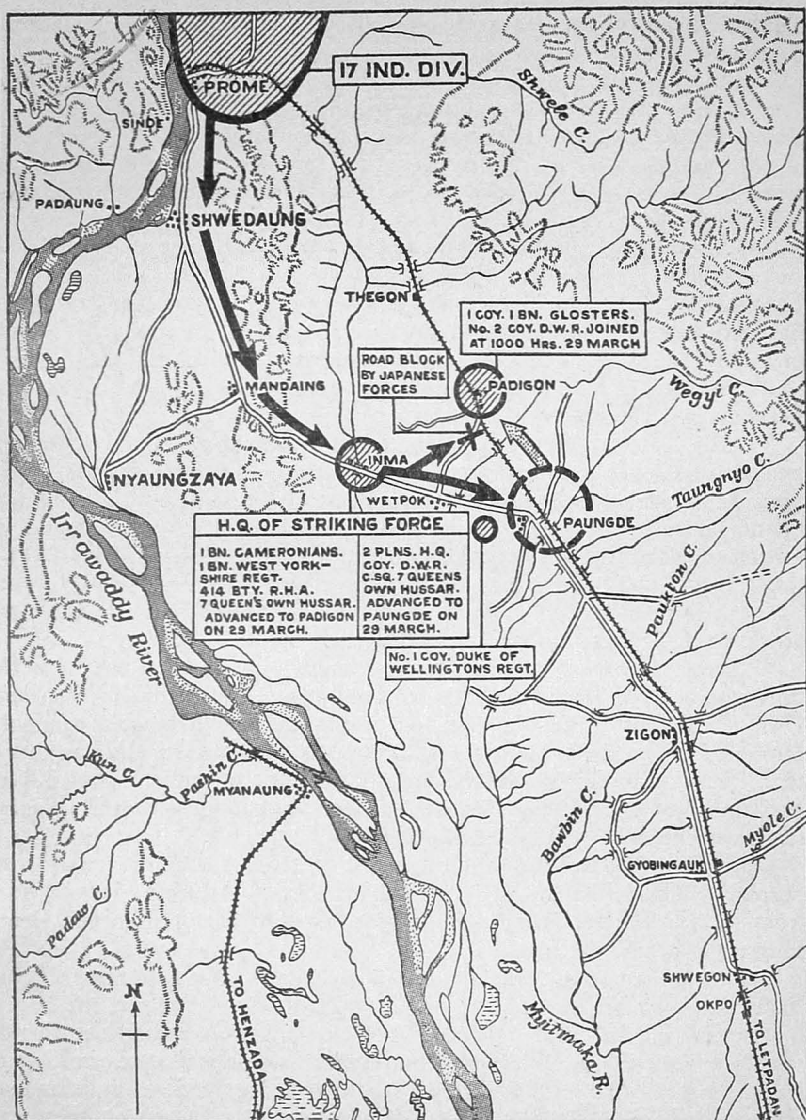 17 IND. DIV.
PROME
SINDE
Shwele C.
PADAUNG
SHWEDAUNG
THEGON
1 COY. 1 BN. GLOSTERS.
No. 2 COY. D.W.R. JOINED
AT 1000 HRS. 29 MARCH
ROAD BLOCK
BY JAPANESE
FORCES
PADIGON
MANDAING
Wegyi C.
INMA
NYAUNGZAYA
WETPOK
PAUNGDE
Taungnyo C.
H.Q. OF STRIKING FORCE
1 BN. CAMERONIANS.
1 BN. WEST YORK-
SHIRE REGT.
414 BTY. R.H.A.
7 QUEEN'S OWN HUSSAR.
ADVANCED TO PADIGON
ON 29 MARCH.
2 PLNS. H.Q.
COY. D.W.R.
C.SQ. 7 QUEENS
OWN HUSSAR.
ADVANCED TO
PAUNGDE ON
29 MARCH.
Paukton C.
Irrawaddy River
No. 1 COY. DUKE OF
WELLINGTONS REGT.
ZIGON
Kun C.
Pashin C.
MYANAUNG
Bawbin C.
Myole C.
GYOBINGAUK
Padaw C.
SHWEGON
OKPO
N
TO HENZADA
Myitmaka R.
TO LETPADAN